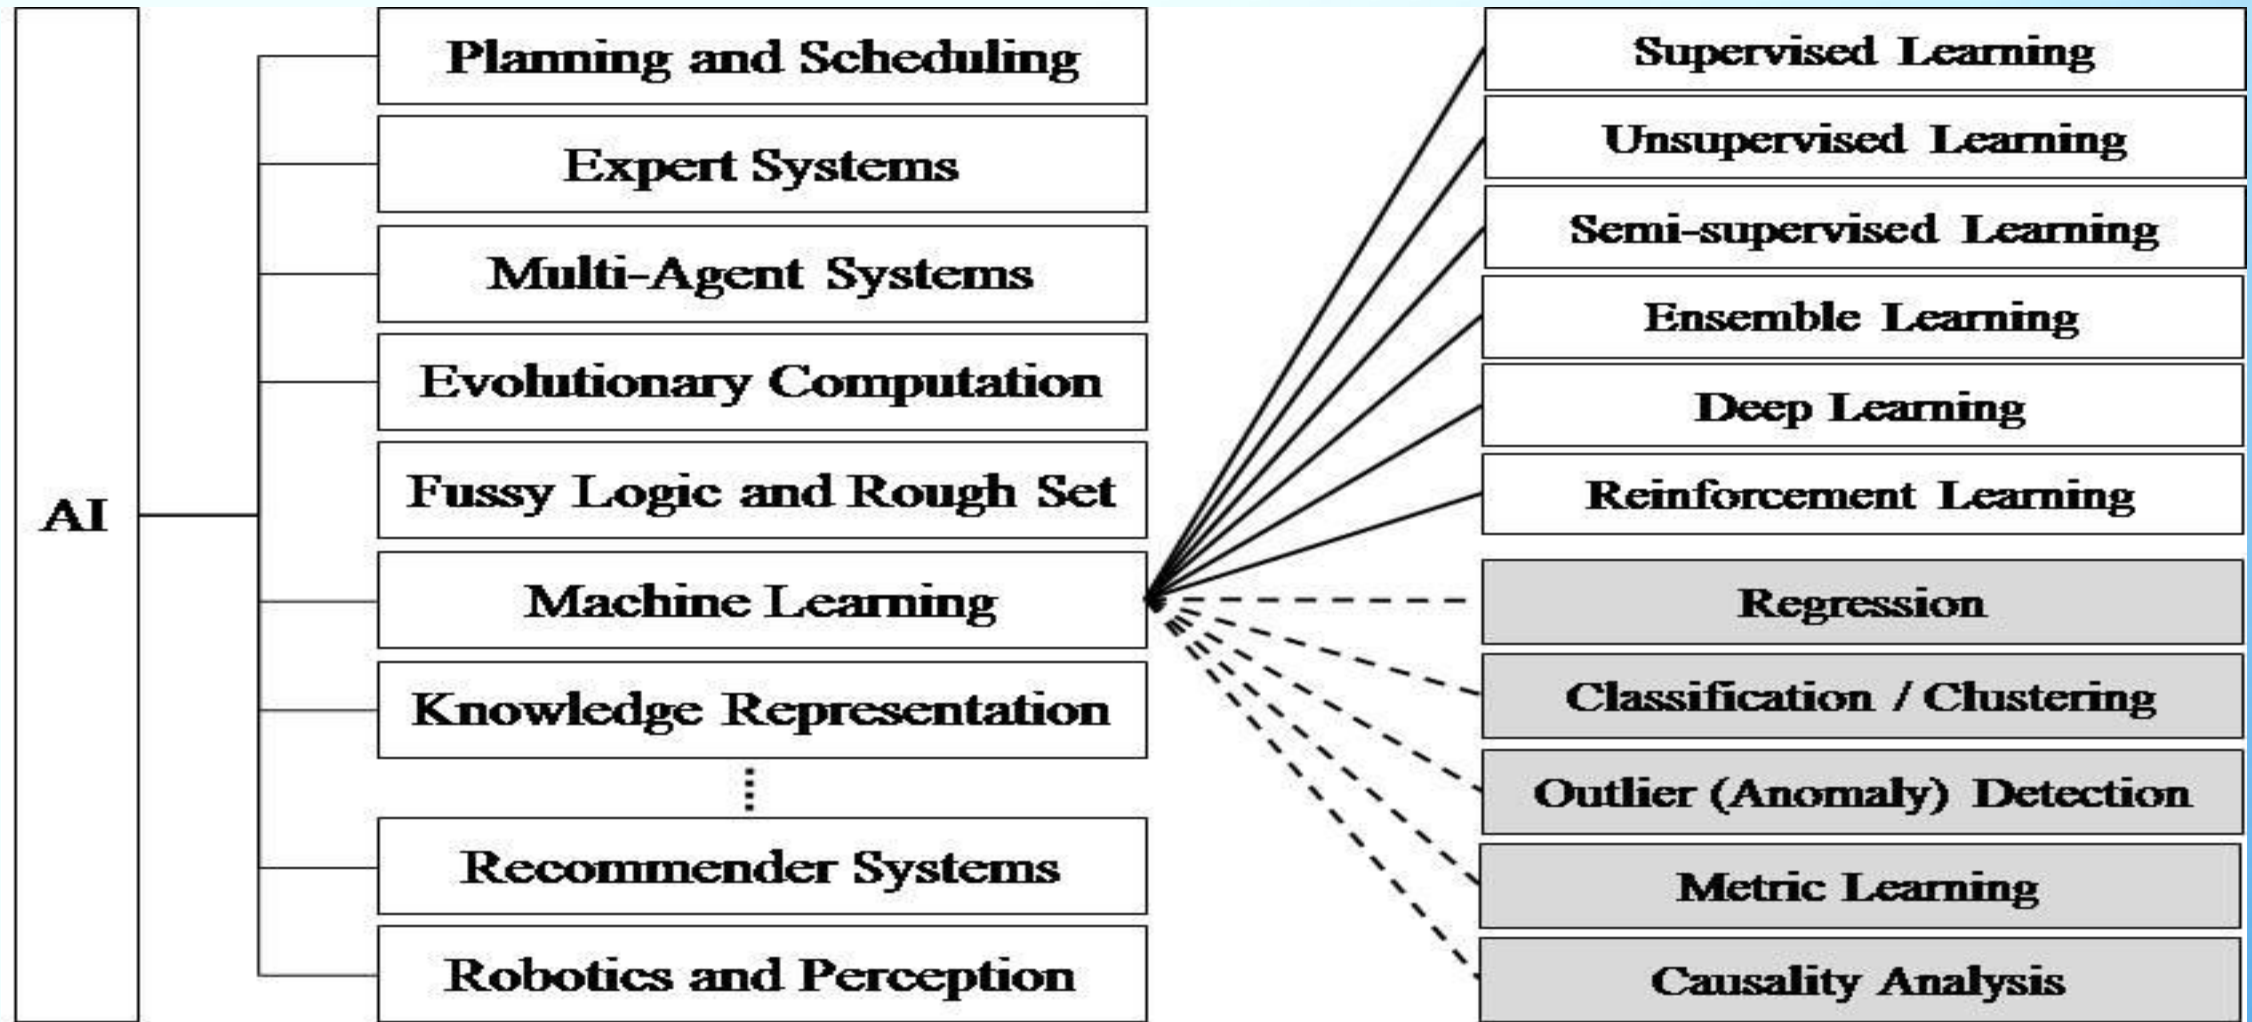 AI
Planning and Scheduling
Expert Systems
Multi-Agent Systems
Evolutionary Computation
Fussy Logic and Rough Set
Machine Learning
Knowledge Representation
Recommender Systems
Robotics and Perception
Supervised Learning
Unsupervised Learning
Semi-supervised Learning
Ensemble Learning
Deep Learning
Reinforcement Learning
Regression
Classification / Clustering
Outlier (Anomaly) Detection
Metric Learning
Causality Analysis